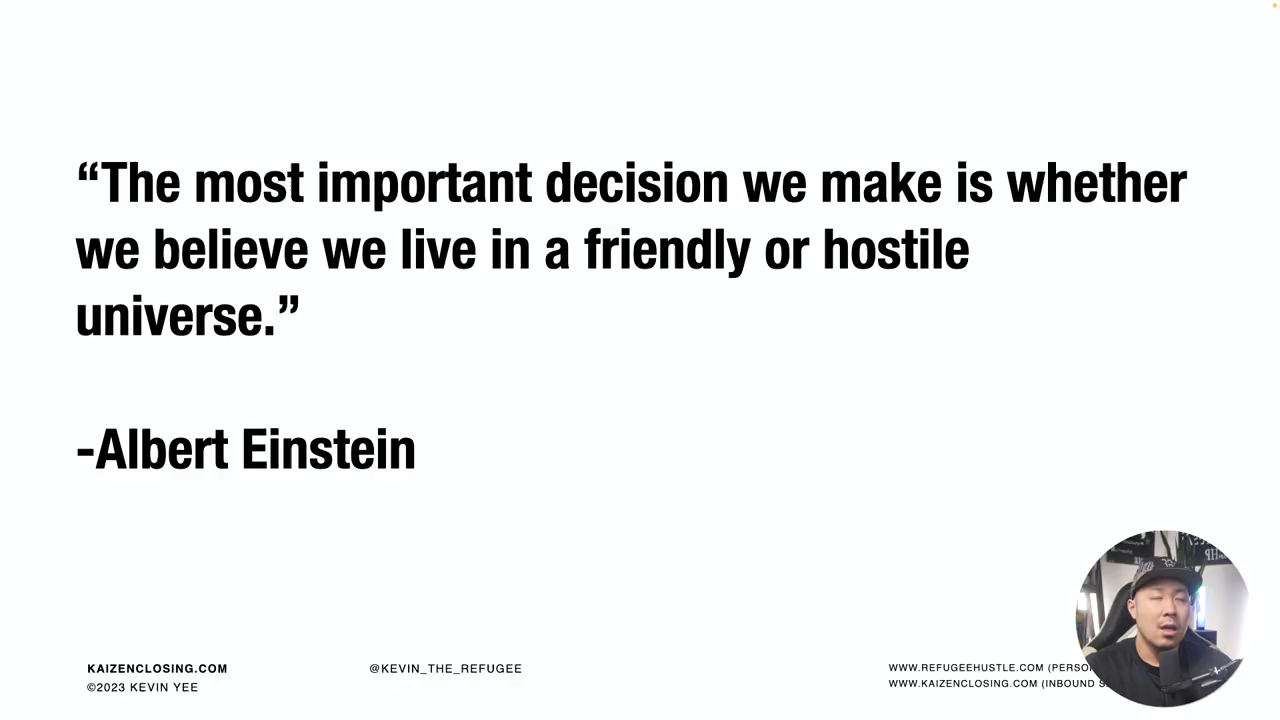 “The most important decision we make is whether
we believe we live in a friendly or hostile
universe.”
-Albert Einstein
KAIZENCLOSING.COM
©2023 KEVIN YEE
@KEVIN_THE_REFUGEE
WWW.REFUGEEHUSTLE.COM
WWW.KAIZENCLOSING.COM (INBOUND